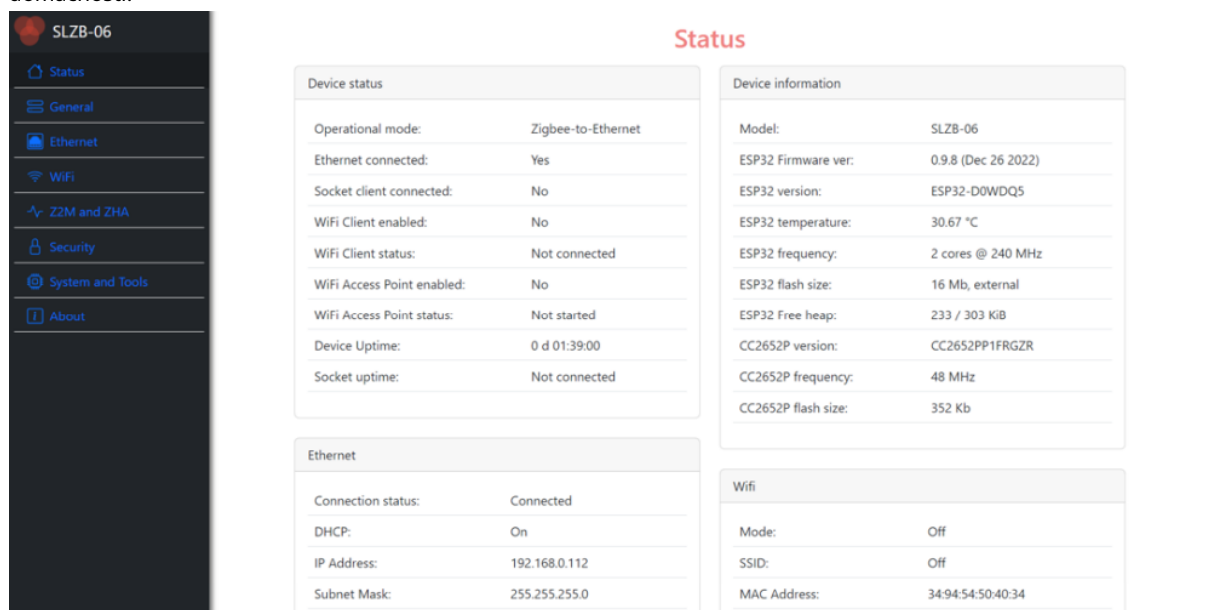 SLZB-06
Status
General
Ethernet
WiFi
Z2M and ZHA
Security
System and Tools
About
Status
Device status
Operational mode: Zigbee-to-Ethernet
Ethernet connected: Yes
Socket client connected: No
WiFi Client enabled: No
WiFi Client status: Not connected
WiFi Access Point enabled: No
WiFi Access Point status: Not started
Device Uptime: 0 d 01:39:00
Socket uptime: Not connected
Ethernet
Connection status: Connected
DHCP: On
IP Address: 192.168.0.112
Subnet Mask: 255.255.255.0
Device information
Model: SLZB-06
ESP32 Firmware ver: 0.9.8 (Dec 26 2022)
ESP32 version: ESP32-D0WDQ5
ESP32 temperature: 30.67 °C
ESP32 frequency: 2 cores @ 240 MHz
ESP32 flash size: 16 Mb, external
ESP32 Free heap: 233 / 303 KiB
CC2652P version: CC2652PP1FRGZR
CC2652P frequency: 48 MHz
CC2652P flash size: 352 Kb
Wifi
Mode: Off
SSID: Off
MAC Address: 34:94:54:50:40:34